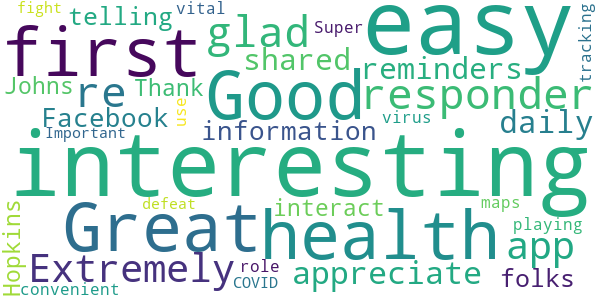 fight
vital
telling
glad
Super
easy
tracking
first
shared
reminders
Johns
re
Thank
Good
responder
Facebook
use
information
virus
daily
Important
interesting
Hopkins
Great
defeat
health
interact
maps
playing
app
Extremely
role
COVID
appreciate
folks
convenient